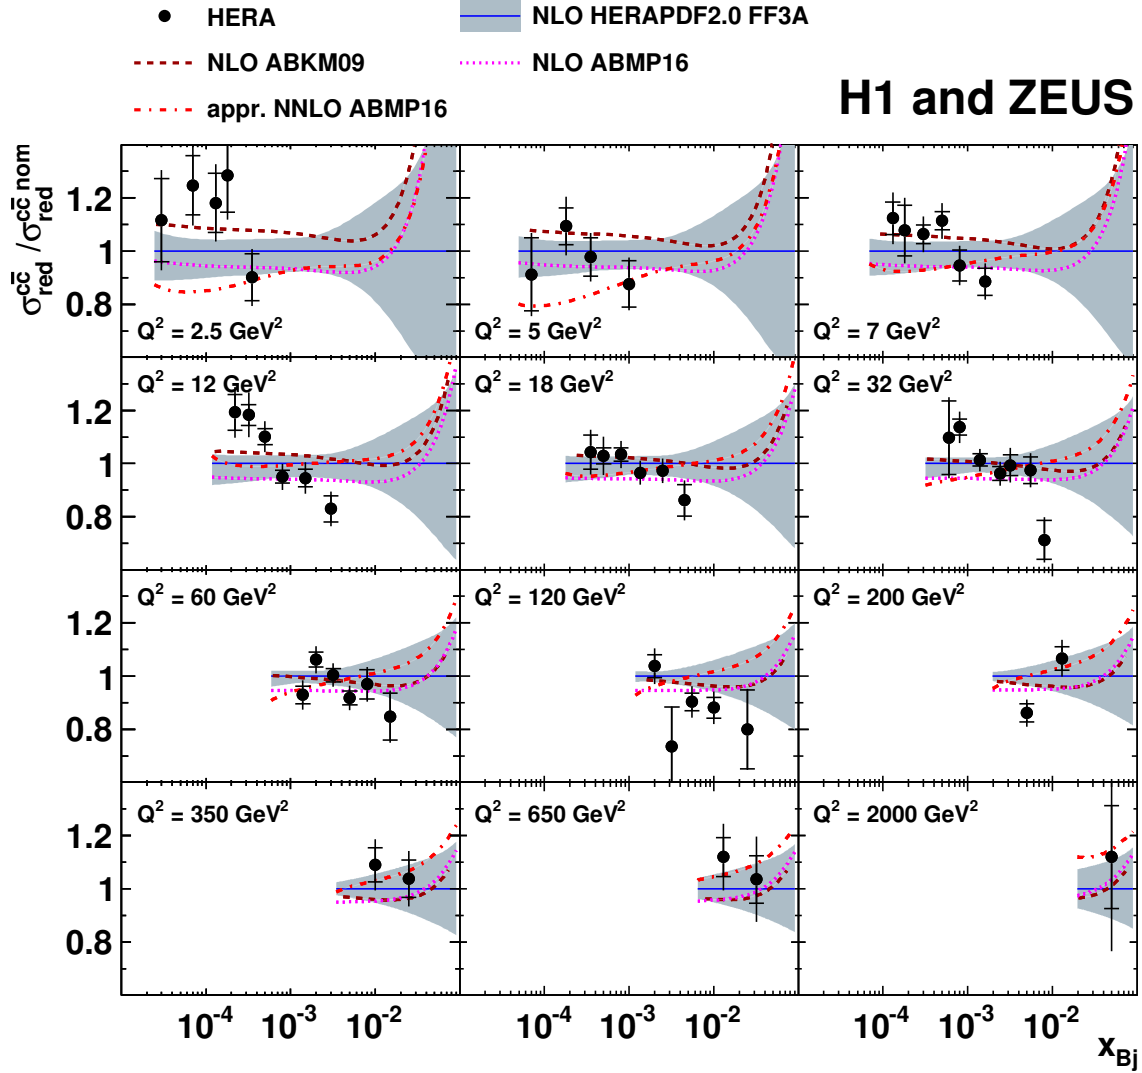 HERA
NLO HERAPDF2.0 FF3A
NLO ABKM09
NLO ABMP16
appr. NNLO ABMP16
H1 and ZEUS
σ_red^{cc̄} / σ_red^{cc̄ nom}
1.2
1
0.8
Q² = 2.5 GeV²
Q² = 5 GeV²
Q² = 7 GeV²
1.2
1
0.8
Q² = 12 GeV²
Q² = 18 GeV²
Q² = 32 GeV²
1.2
1
0.8
Q² = 60 GeV²
Q² = 120 GeV²
Q² = 200 GeV²
1.2
1
0.8
Q² = 350 GeV²
Q² = 650 GeV²
Q² = 2000 GeV²
10⁻⁴ 10⁻³ 10⁻² 10⁻⁴ 10⁻³ 10⁻² 10⁻⁴ 10⁻³ 10⁻²
x_Bj